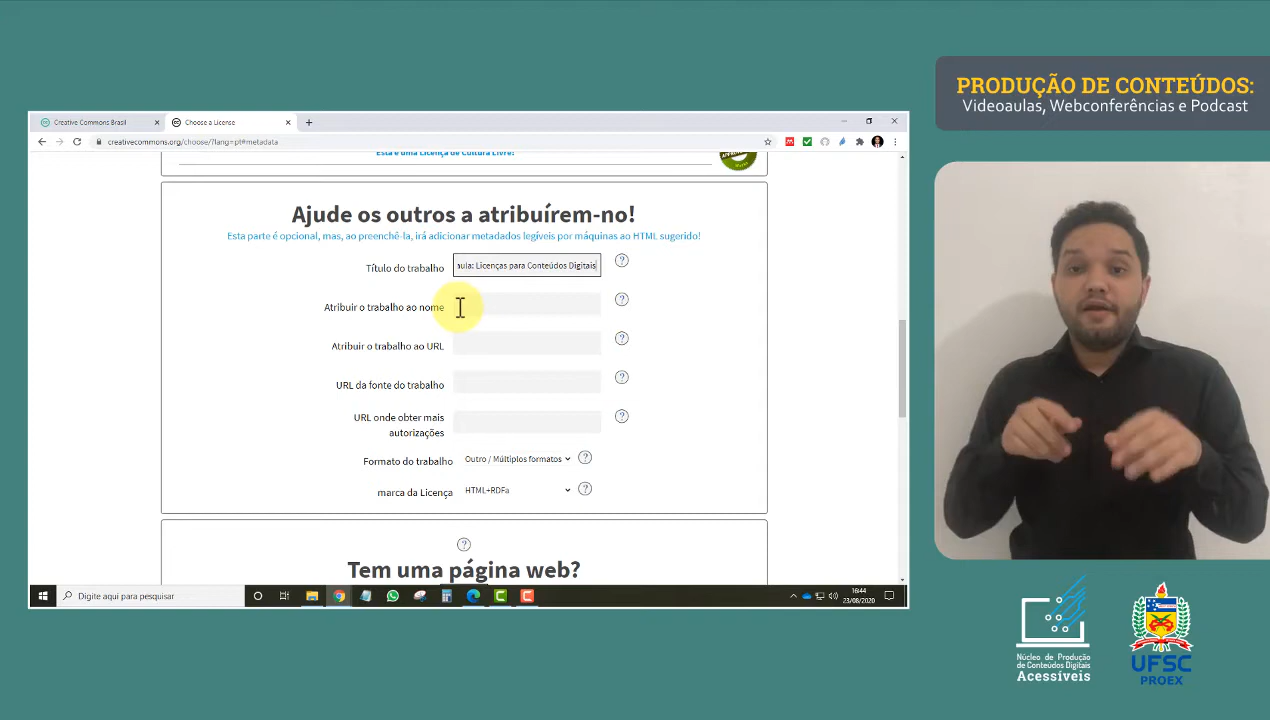 PRODUÇÃO DE CONTEÚDOS:
Videoaulas, Webconferências e Podcast
Creative Commons Brasil
Choose a License
creativecommons.org/choose/?lang=pt#metadata
Esta é uma Licença de Cultura Livre!
Ajude os outros a atribuírem-no!
Esta parte é opcional, mas, ao preenchê-la, irá adicionar metadados legíveis por máquinas ao HTML sugerido!
Título do trabalho
aula: Licenças para Conteúdos Digitais
?
Atribuir o trabalho ao nome
?
Atribuir o trabalho ao URL
?
URL da fonte do trabalho
?
URL onde obter mais
autorizações
?
Formato do trabalho
Outro / Múltiplos formatos
?
marca da Licença
HTML+RDFa
?
?
Tem uma página web?
Digite aqui para pesquisar
16:44
23/08/2020
Núcleo de Produção
de Conteúdos Digitais
Acessíveis
UFSC
PROEX